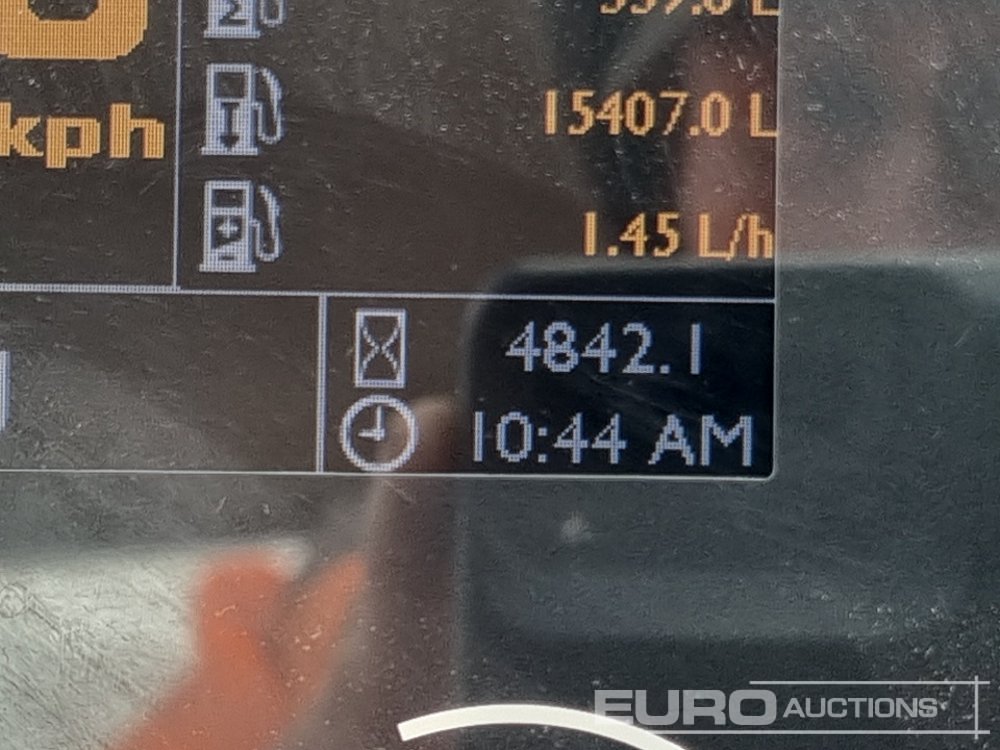 kph
15407.0 L
1.45 L/h
4842.1
10:44 AM
EURO AUCTIONS